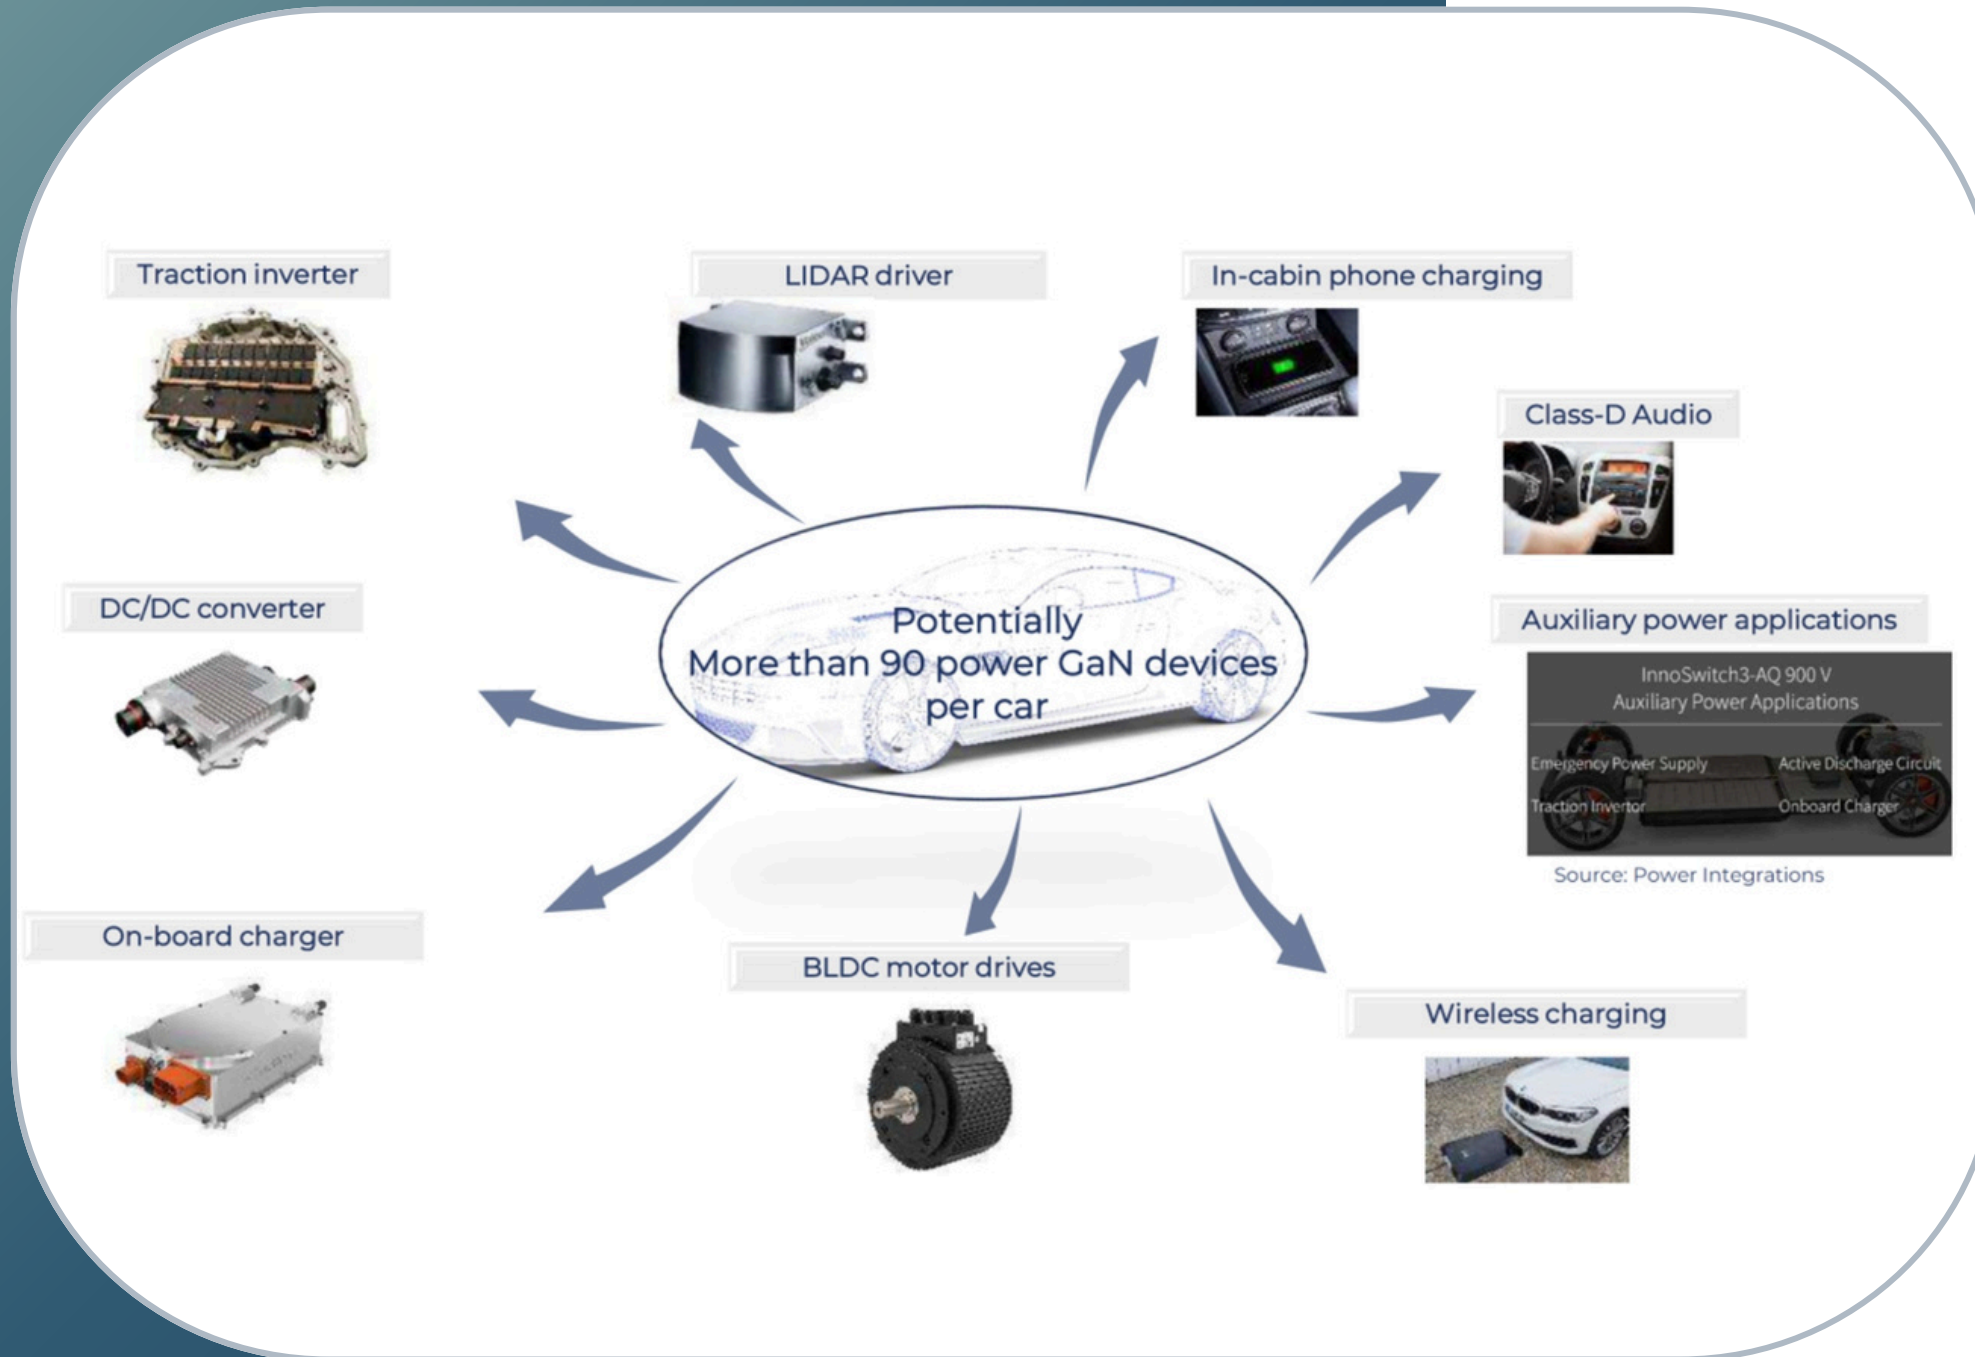 Traction inverter
LIDAR driver
In-cabin phone charging
Class-D Audio
DC/DC converter
Potentially
More than 90 power GaN devices
per car
Auxiliary power applications
InnoSwitch3-AQ 900 V
Auxiliary Power Applications
Emergency Power Supply
Active Discharge Circuit
Traction Invertor
Onboard Charger
Source: Power Integrations
On-board charger
BLDC motor drives
Wireless charging